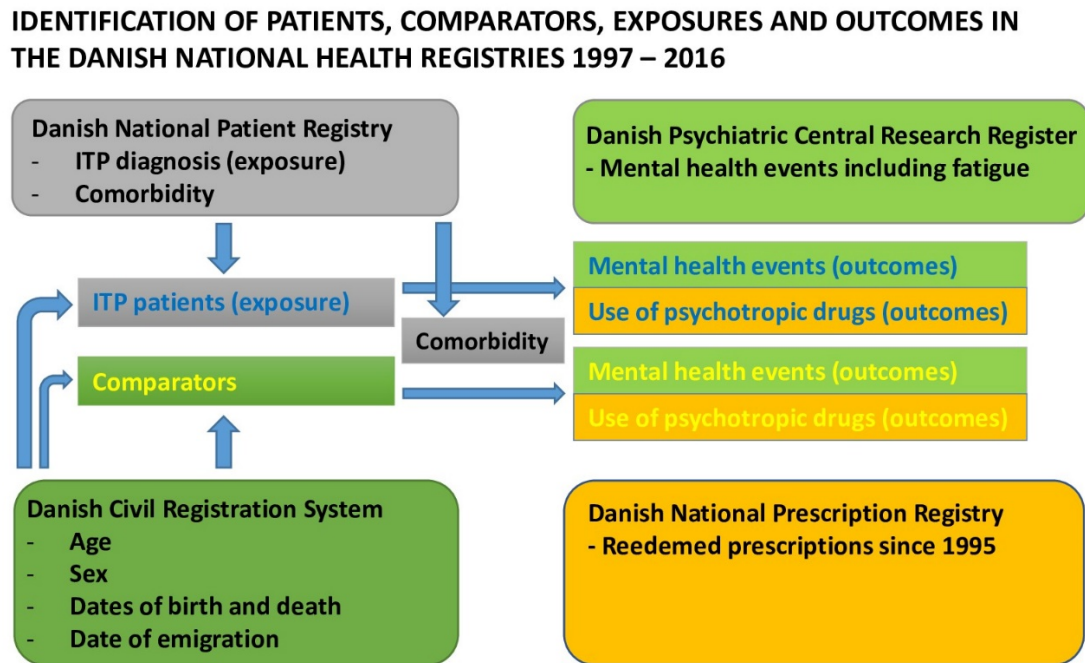 IDENTIFICATION OF PATIENTS, COMPARATORS, EXPOSURES AND OUTCOMES IN
THE DANISH NATIONAL HEALTH REGISTRIES 1997 – 2016
Danish National Patient Registry
- ITP diagnosis (exposure)
- Comorbidity
Danish Psychiatric Central Research Register
- Mental health events including fatigue
ITP patients (exposure)
Comorbidity
Comparators
Mental health events (outcomes)
Use of psychotropic drugs (outcomes)
Mental health events (outcomes)
Use of psychotropic drugs (outcomes)
Danish Civil Registration System
- Age
- Sex
- Dates of birth and death
- Date of emigration
Danish National Prescription Registry
- Reedemed prescriptions since 1995